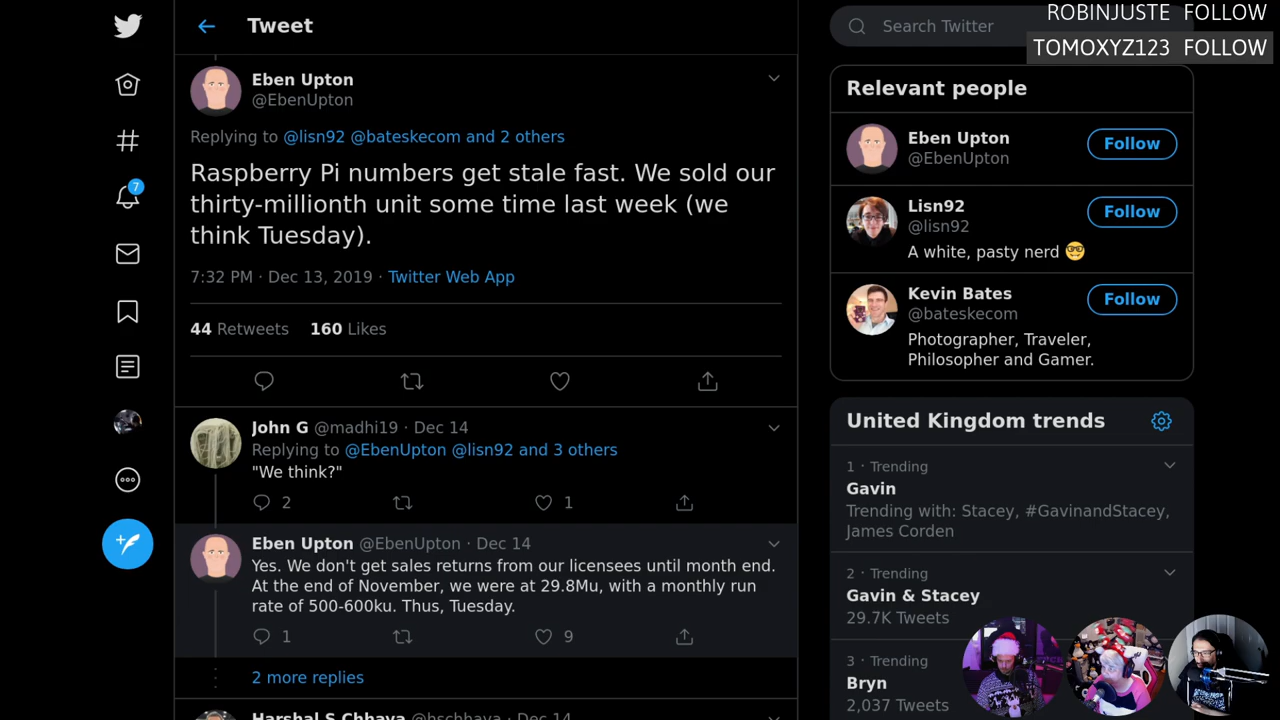 Tweet
Eben Upton
@EbenUpton
Replying to @lisn92 @bateskecom and 2 others
Raspberry Pi numbers get stale fast. We sold our
thirty-millionth unit some time last week (we
think Tuesday).
7:32 PM · Dec 13, 2019 · Twitter Web App
44 Retweets 160 Likes
John G @madhi19 · Dec 14
Replying to @EbenUpton @lisn92 and 3 others
"We think?"
2 1
Eben Upton @EbenUpton · Dec 14
Yes. We don't get sales returns from our licensees until month end.
At the end of November, we were at 29.8Mu, with a monthly run
rate of 500-600ku. Thus, Tuesday.
1 9
2 more replies
Harshal S Chhaya @hschhaya · Dec 14
7
Search Twitter
ROBINJUSTE FOLLOW
TOMOXYZ123 FOLLOW
Relevant people
Eben Upton
@EbenUpton
Follow
Lisn92
@lisn92
Follow
A white, pasty nerd 🤓
Kevin Bates
@bateskecom
Follow
Photographer, Traveler,
Philosopher and Gamer.
United Kingdom trends
1 · Trending
Gavin
Trending with: Stacey, #GavinandStacey,
James Corden
2 · Trending
Gavin & Stacey
29.7K Tweets
3 · Trending
Bryn
2,037 Tweets